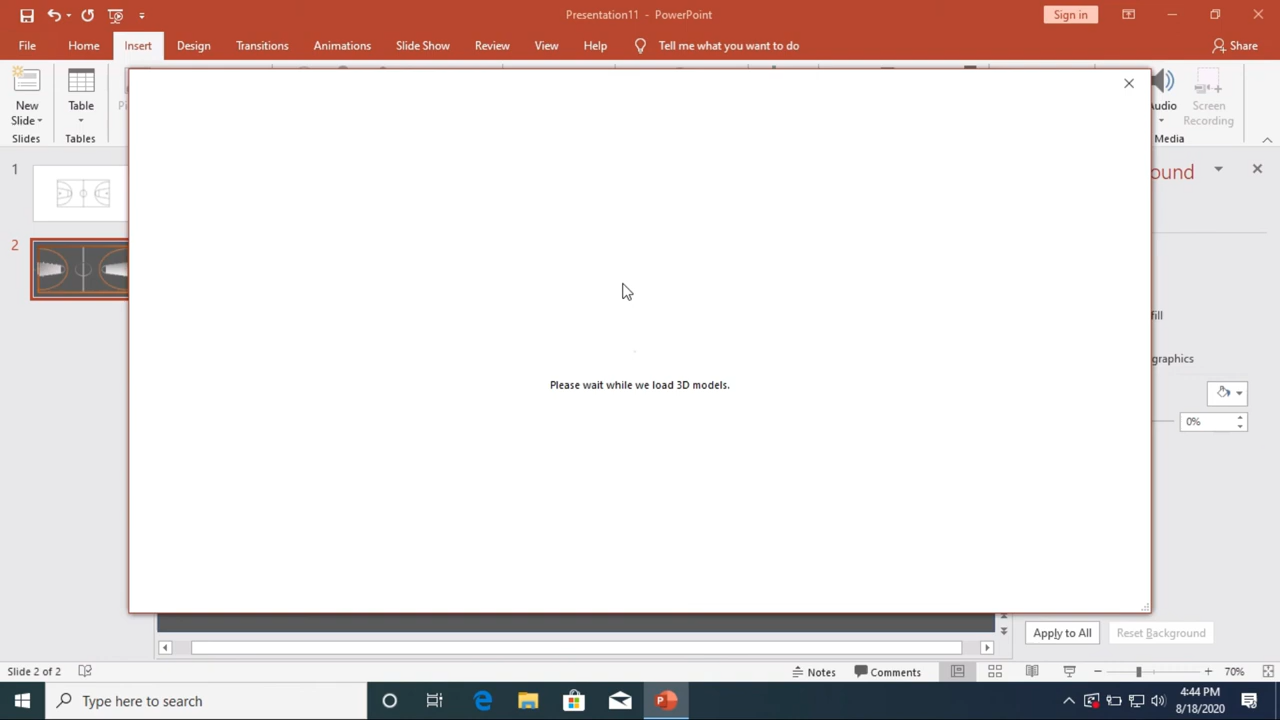 Presentation11 - PowerPoint
Sign in
File Home Insert Design Transitions Animations Slide Show Review View Help Tell me what you want to do Share
New Slide
Table
Audio
Screen Recording
Slides
Tables
Media
1
ound
2
fill
graphics
Please wait while we load 3D models.
0%
Apply to All
Reset Background
Slide 2 of 2
Notes
Comments
70%
Type here to search
4:44 PM
8/18/2020